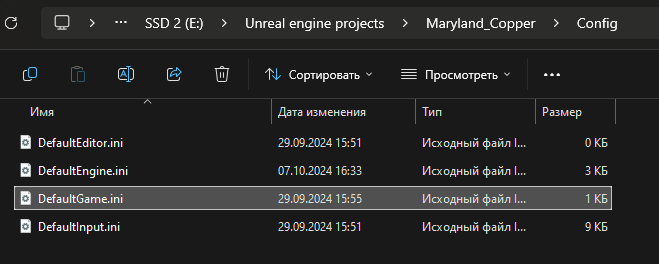 SSD 2 (E:) > Unreal engine projects > Maryland_Copper > Config
Сортировать Просмотреть
Имя Дата изменения Тип Размер
DefaultEditor.ini 29.09.2024 15:51 Исходный файл I... 0 КБ
DefaultEngine.ini 07.10.2024 16:33 Исходный файл I... 3 КБ
DefaultGame.ini 29.09.2024 15:55 Исходный файл I... 1 КБ
DefaultInput.ini 29.09.2024 15:51 Исходный файл I... 9 КБ